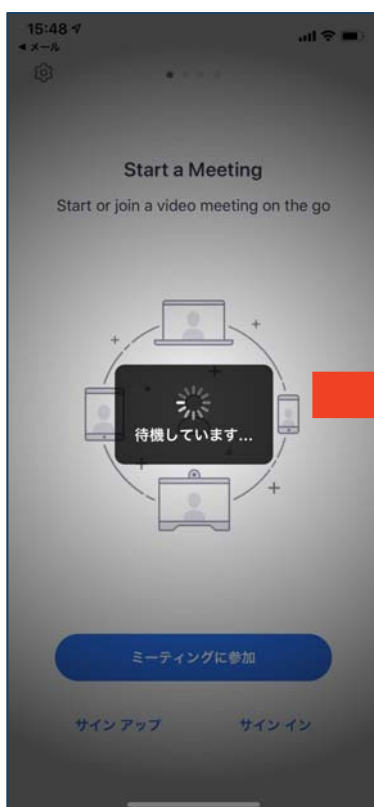 15:48
◀ メール
Start a Meeting
Start or join a video meeting on the go
待機しています...
ミーティングに参加
サイン アップ
サイン イン